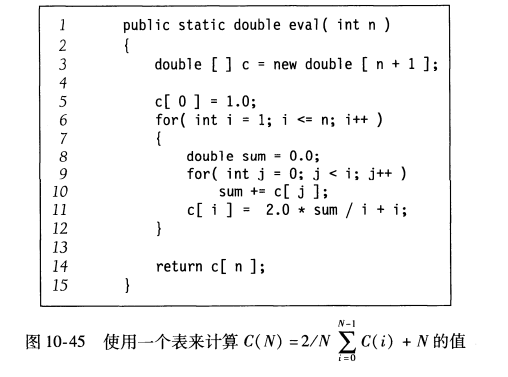 1 public static double eval( int n )
2 {
3 double [ ] c = new double [ n + 1 ];
4
5 c[ 0 ] = 1.0;
6 for( int i = 1; i <= n; i++ )
7 {
8 double sum = 0.0;
9 for( int j = 0; j < i; j++ )
10 sum += c[ j ];
11 c[ i ] = 2.0 * sum / i + i;
12 }
13
14 return c[ n ];
15 }
图 10-45 使用一个表来计算 C(N) =2/N ∑_{i=0}^{N-1} C(i) + N 的值